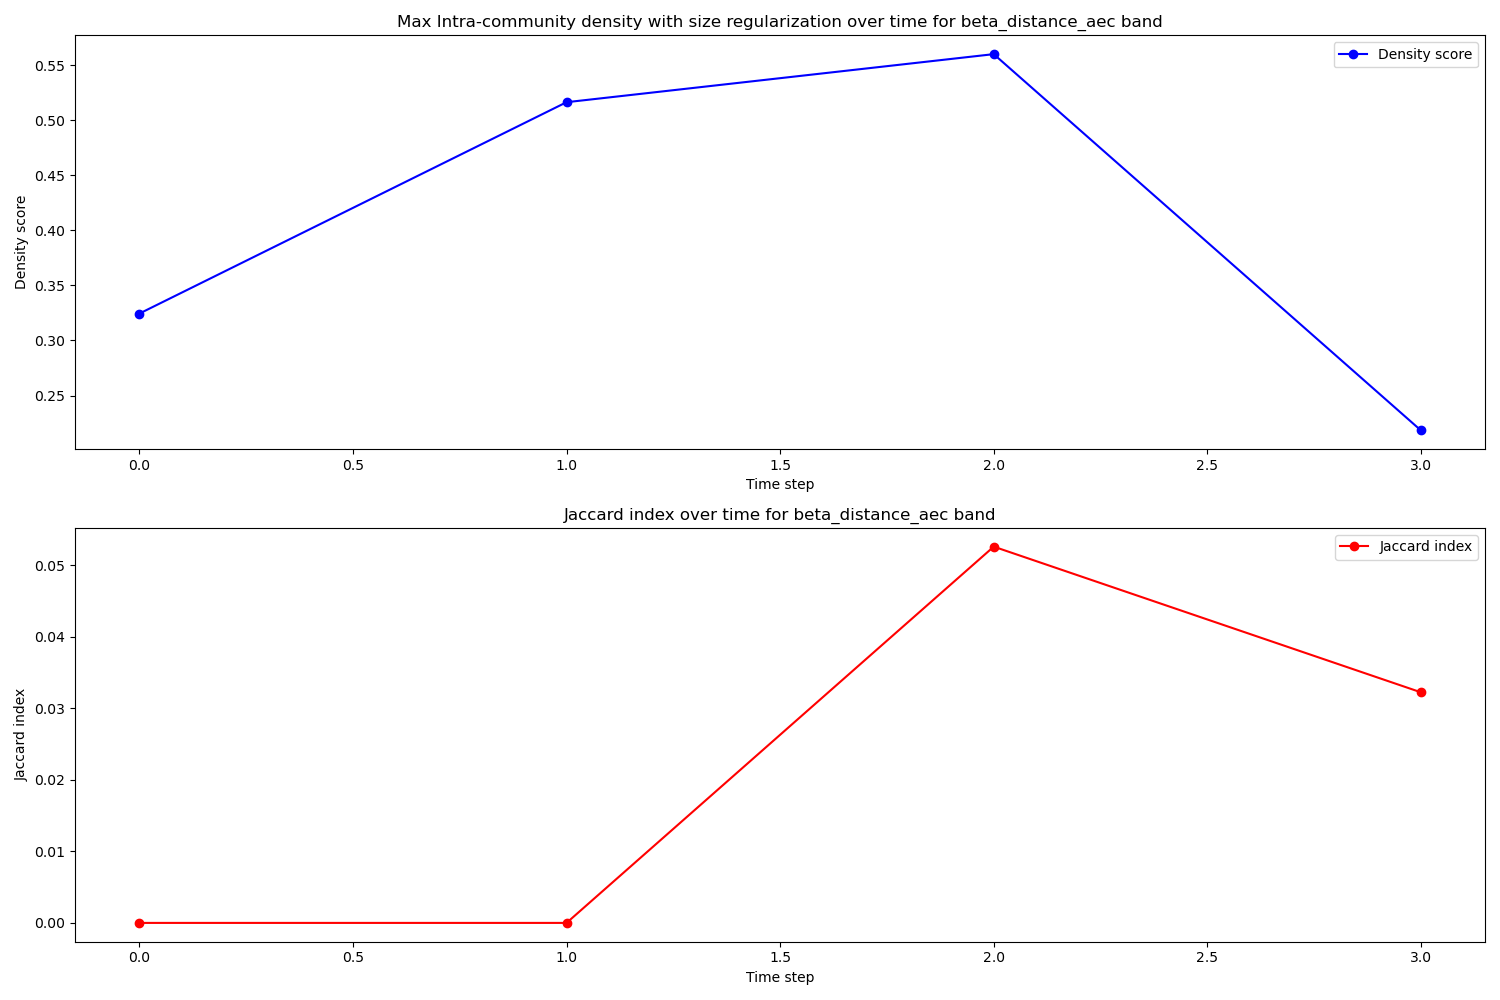 Max Intra-community density with size regularization over time for beta_distance_aec band
Density score
0.55
0.50
0.45
0.40
0.35
0.30
0.25
Density score
0.0 0.5 1.0 1.5 2.0 2.5 3.0
Time step
Jaccard index over time for beta_distance_aec band
Jaccard index
0.05
0.04
0.03
0.02
0.01
0.00
Jaccard index
0.0 0.5 1.0 1.5 2.0 2.5 3.0
Time step